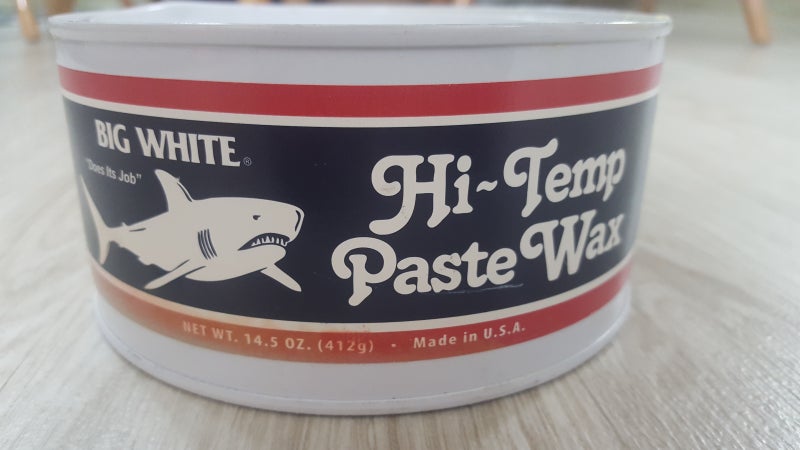 BIG WHITE®
"Does Its Job"
Hi-Temp
Paste Wax
NET WT. 14.5 OZ. (412g) • Made in U.S.A.